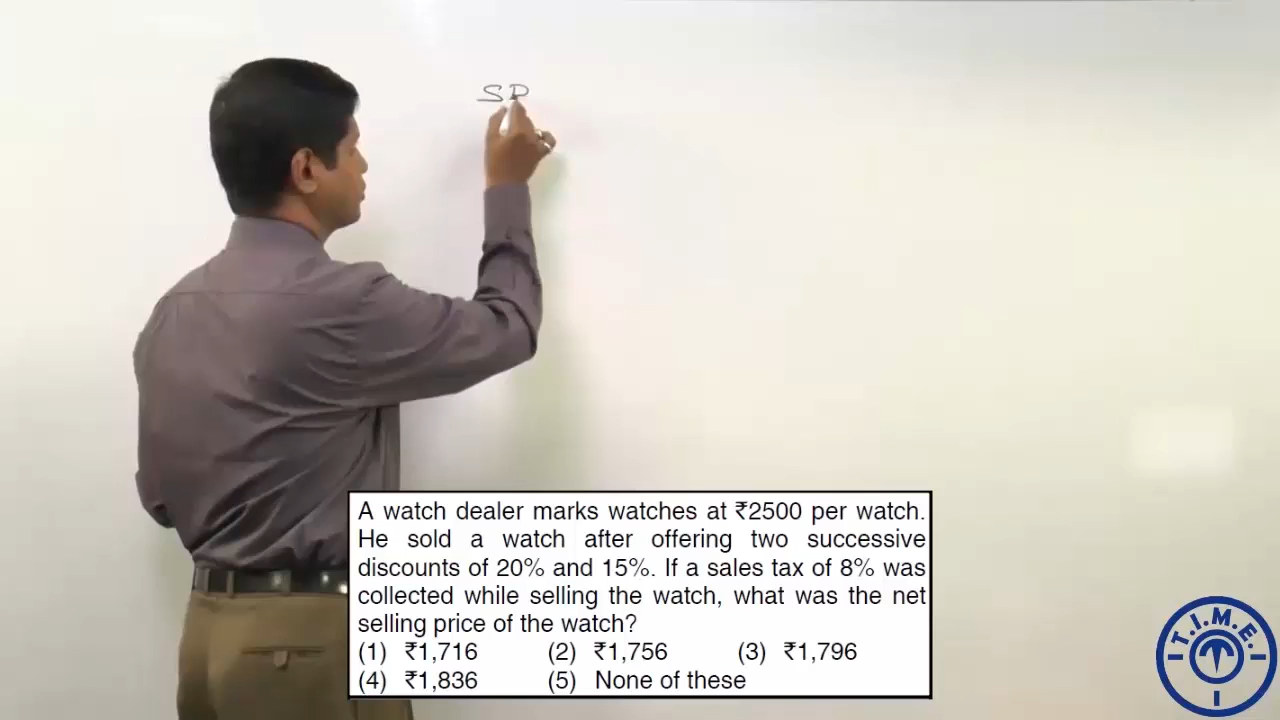 SP
A watch dealer marks watches at ₹2500 per watch.
He sold a watch after offering two successive
discounts of 20% and 15%. If a sales tax of 8% was
collected while selling the watch, what was the net
selling price of the watch?
(1) ₹1,716 (2) ₹1,756 (3) ₹1,796
(4) ₹1,836 (5) None of these
T.I.M.E.